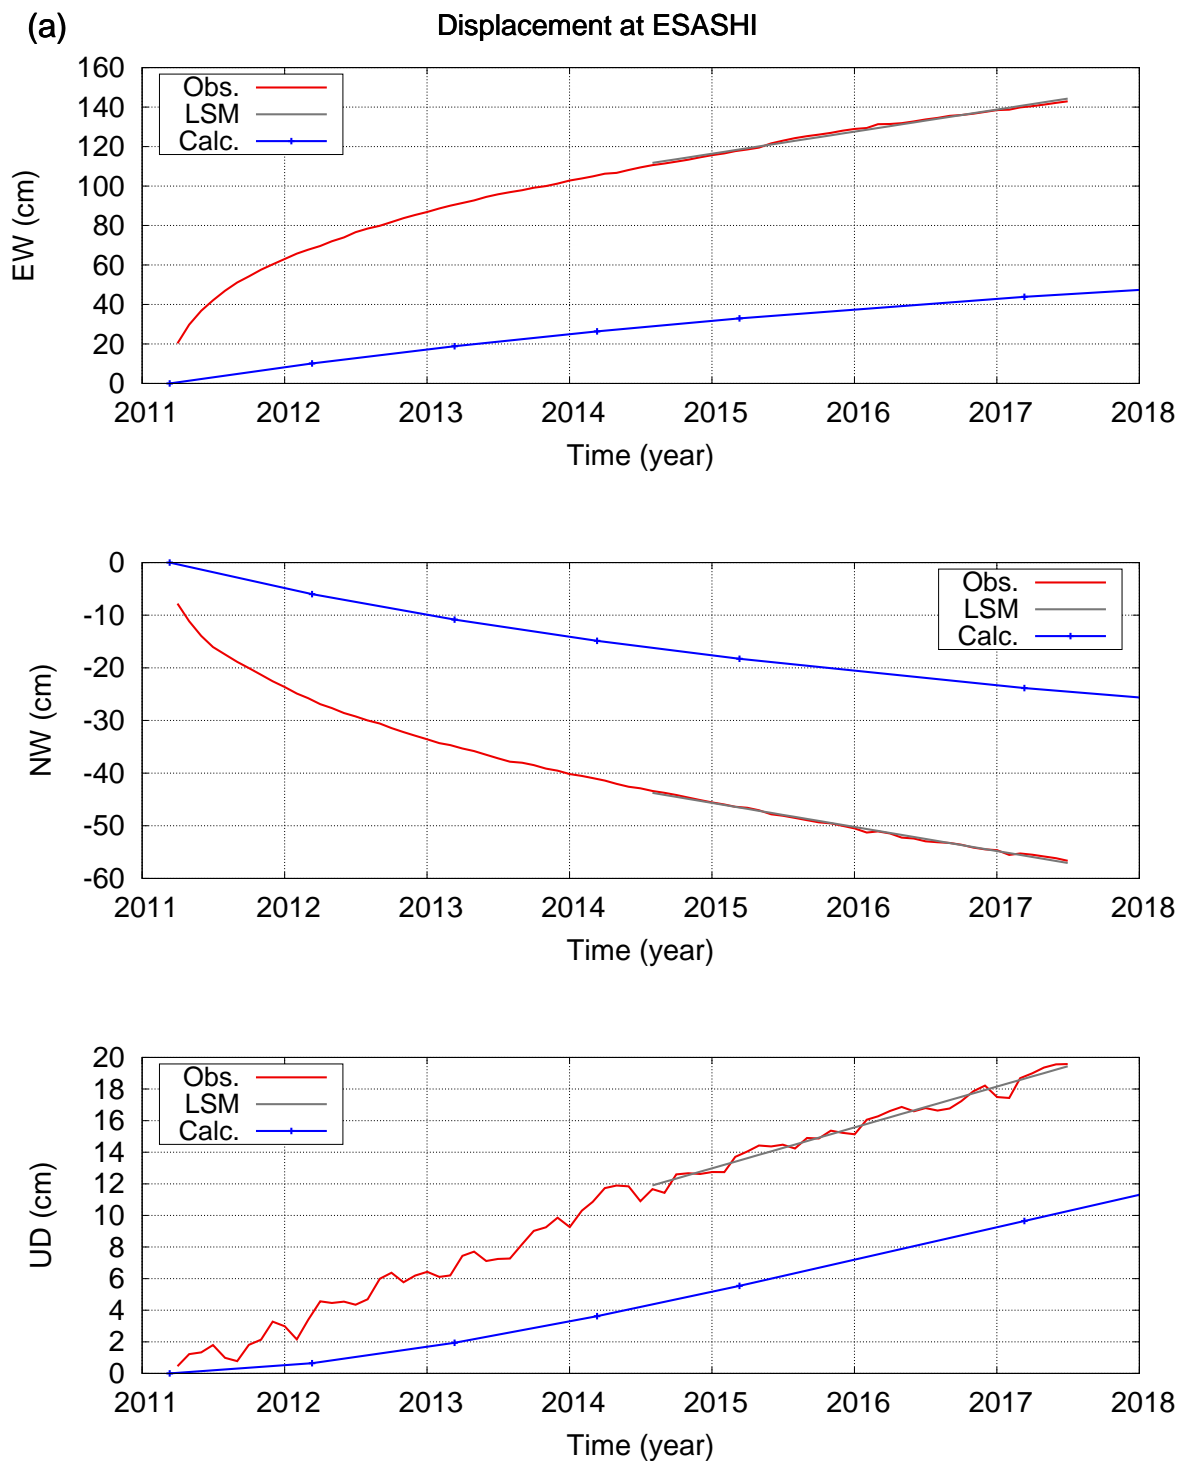 (a)
Displacement at ESASHI
160
140
120
100
80
60
40
20
0
EW (cm)
Obs.
LSM
Calc.
2011 2012 2013 2014 2015 2016 2017 2018
Time (year)
0
-10
-20
-30
-40
-50
-60
NW (cm)
Obs.
LSM
Calc.
2011 2012 2013 2014 2015 2016 2017 2018
Time (year)
20
18
16
14
12
10
8
6
4
2
0
UD (cm)
Obs.
LSM
Calc.
2011 2012 2013 2014 2015 2016 2017 2018
Time (year)